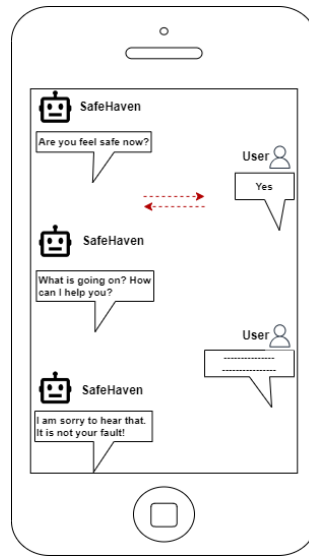 SafeHaven
Are you feel safe now?
User
Yes
SafeHaven
What is going on? How
can I help you?
User
SafeHaven
I am sorry to hear that.
It is not your fault!